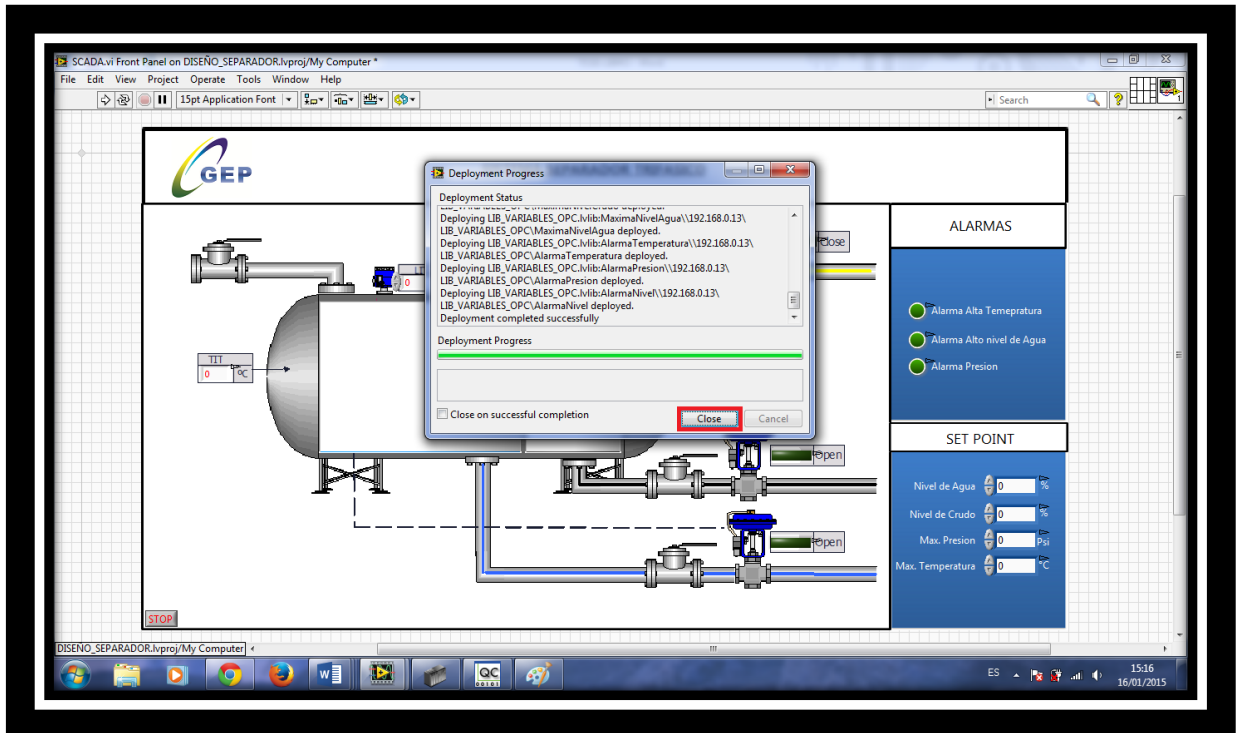 SCADA.vi Front Panel on DISEÑO_SEPARADOR.lvproj/My Computer *
File Edit View Project Operate Tools Window Help
15pt Application Font
Search
1
GEP
Deployment Progress
Deployment Status
Deploying LIB_VARIABLES_OPC.lvlib:MaximaNivelAgua\\192.168.0.13\
LIB_VARIABLES_OPC\MaximaNivelAgua deployed.
Deploying LIB_VARIABLES_OPC.lvlib:AlarmaTemperatura\\192.168.0.13\
LIB_VARIABLES_OPC\AlarmaTemperatura deployed.
Deploying LIB_VARIABLES_OPC.lvlib:AlarmaPresion\\192.168.0.13\
LIB_VARIABLES_OPC\AlarmaPresion deployed.
Deploying LIB_VARIABLES_OPC.lvlib:AlarmaNivel\\192.168.0.13\
LIB_VARIABLES_OPC\AlarmaNivel deployed.
Deployment completed successfully
Deployment Progress
Close on successful completion
Close
Cancel
Close
0
TIT
0 ºC
Open
Open
STOP
ALARMAS
Alarma Alta Temepratura
Alarma Alto nivel de Agua
Alarma Presion
SET POINT
Nivel de Agua 0 %
Nivel de Crudo 0 %
Max. Presion 0 Psi
Max. Temperatura 0 °C
DISEÑO_SEPARADOR.lvproj/My Computer
QC
ES
15:16
16/01/2015